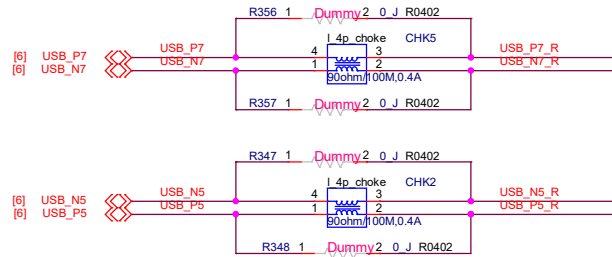 R356 1 Dummy 2 0_J R0402
I_4p_choke CHK5
[6] USB_P7 USB_P7 4 3 USB_P7_R
[6] USB_N7 USB_N7 1 2 USB_N7_R
90ohm/100M,0.4A
R357 1 Dummy 2 0_J R0402
R347 1 Dummy 2 0_J R0402
I_4p_choke CHK2
[6] USB_N5 USB_N5 4 3 USB_N5_R
[6] USB_P5 USB_P5 1 2 USB_P5_R
90ohm/100M,0.4A
R348 1 Dummy 2 0_J R0402